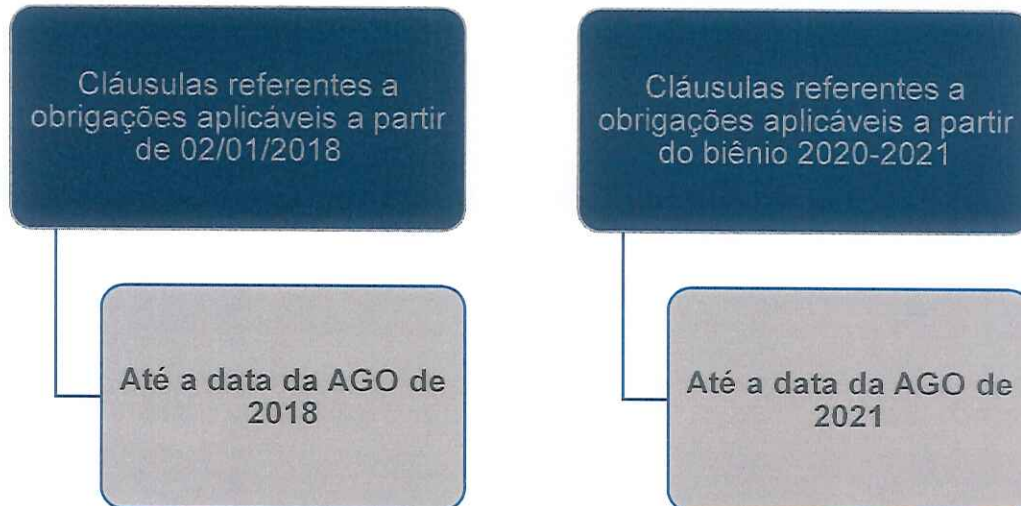 Cláusulas referentes a
obrigações aplicáveis a partir
de 02/01/2018
Até a data da AGO de
2018
Cláusulas referentes a
obrigações aplicáveis a partir
do biênio 2020-2021
Até a data da AGO de
2021